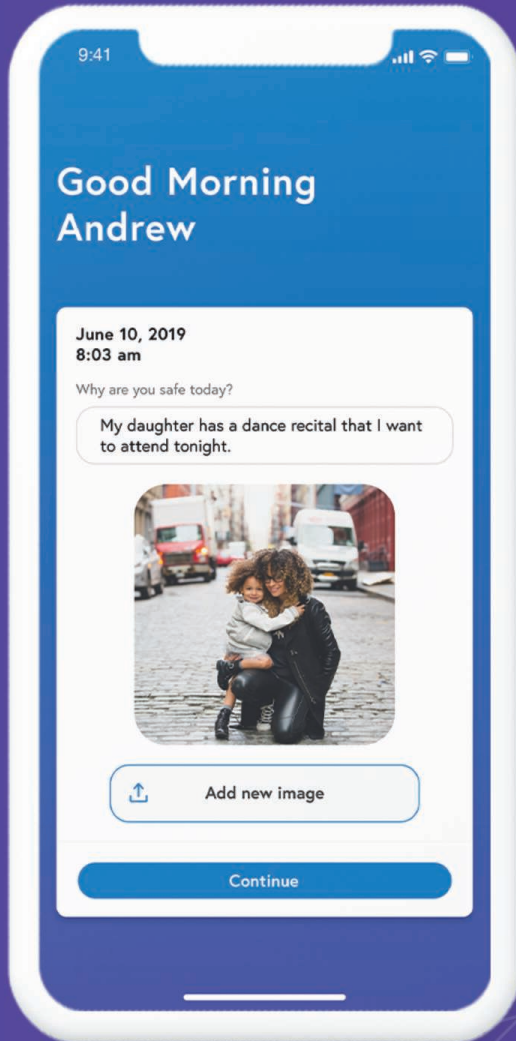 9:41
Good Morning
Andrew
June 10, 2019
8:03 am
Why are you safe today?
My daughter has a dance recital that I want
to attend tonight.
Add new image
Continue